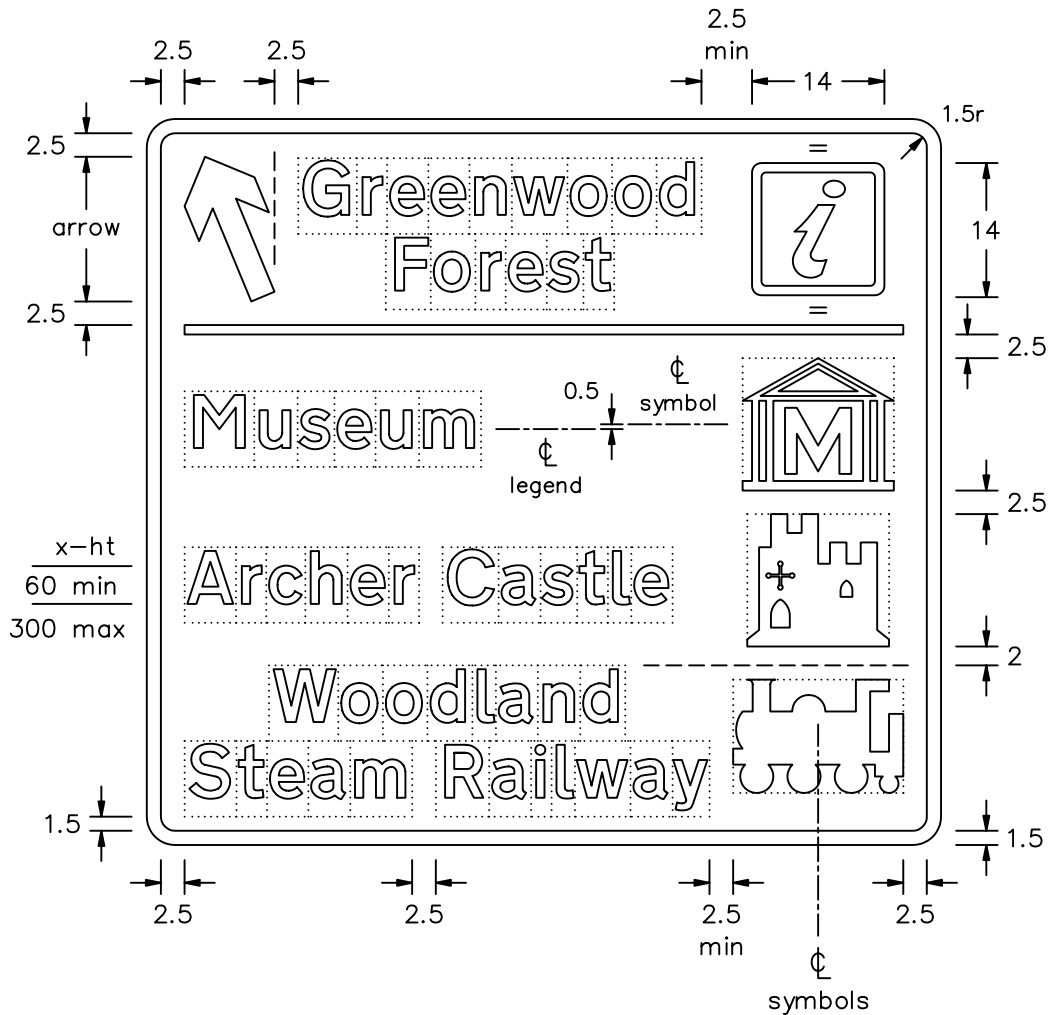 2.5
min
2.5 2.5 14
1.5r
2.5
arrow
2.5
Greenwood
Forest
i
=
=
14
2.5
Museum
0.5
℄
symbol
℄
legend
M
2.5
x-ht
60 min
300 max
Archer Castle
2
Woodland
Steam Railway
1.5
1.5
2.5 2.5 2.5 2.5
min
℄
symbols